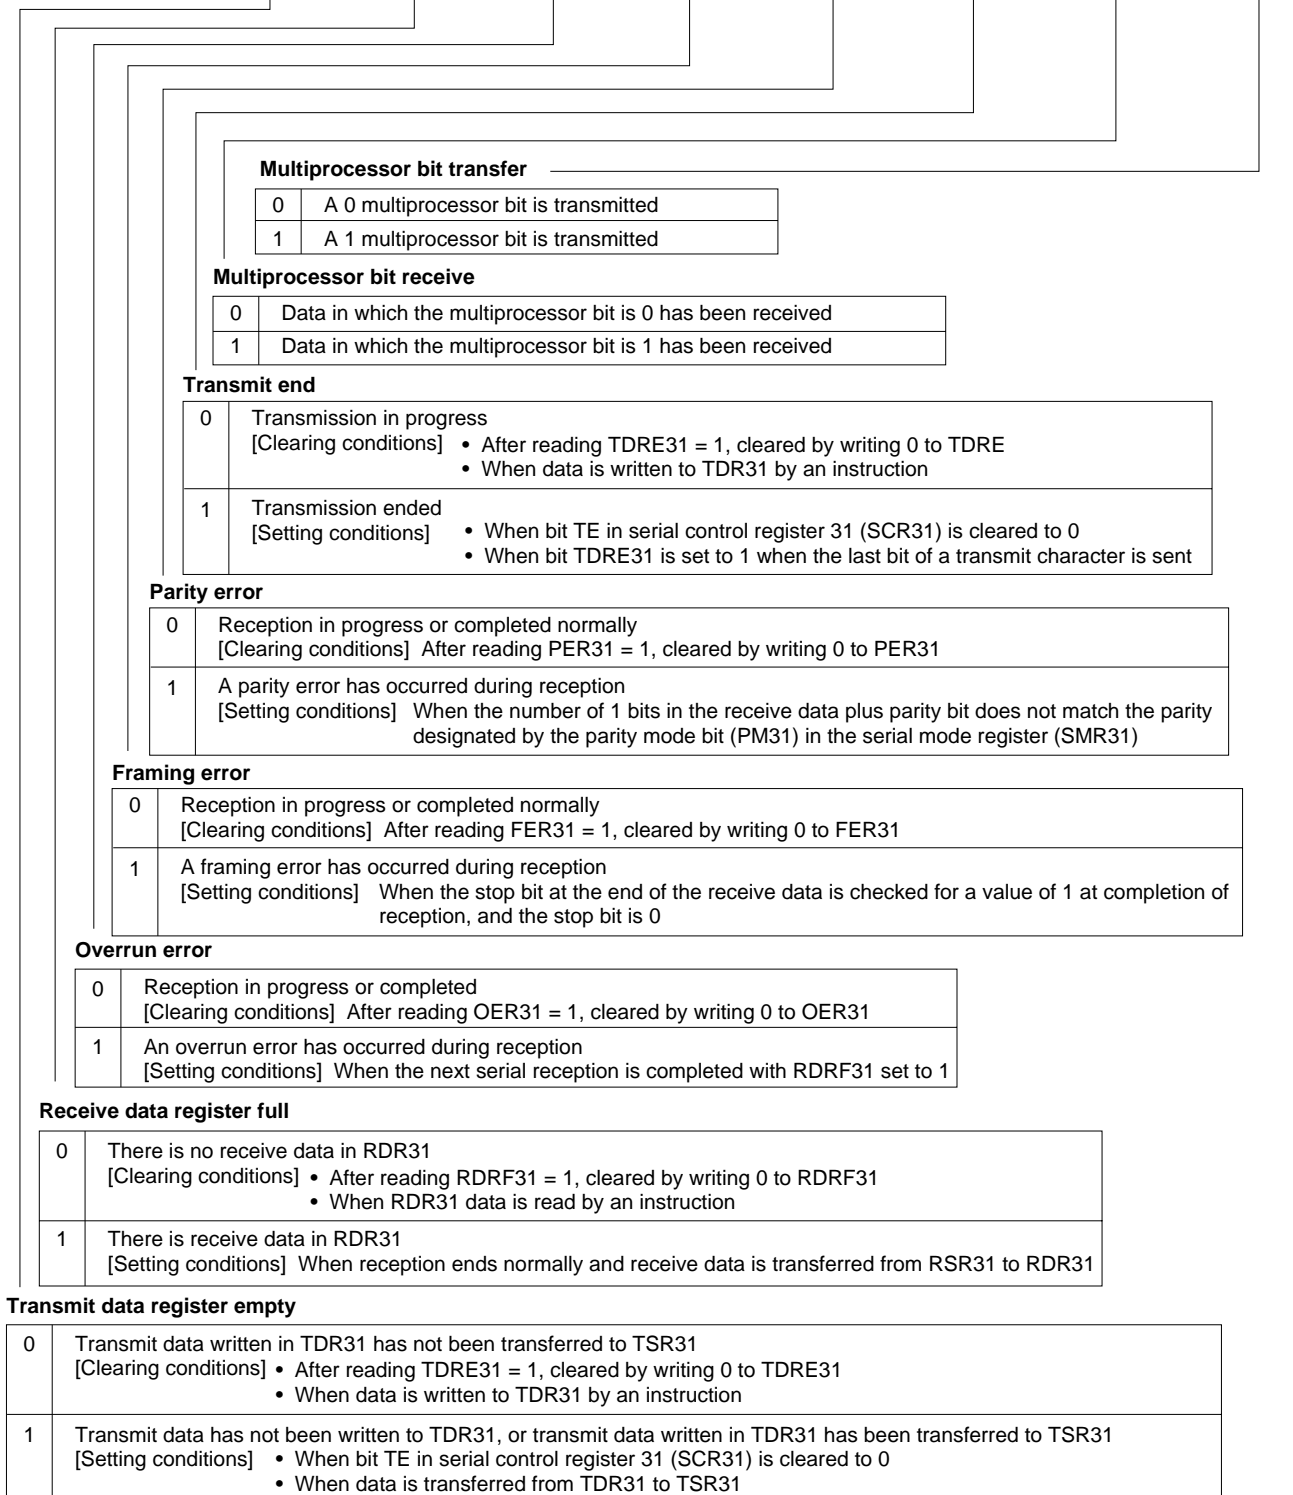 Multiprocessor bit transfer
0 A 0 multiprocessor bit is transmitted
1 A 1 multiprocessor bit is transmitted
Multiprocessor bit receive
0 Data in which the multiprocessor bit is 0 has been received
1 Data in which the multiprocessor bit is 1 has been received
Transmit end
0 Transmission in progress
[Clearing conditions] • After reading TDRE31 = 1, cleared by writing 0 to TDRE
• When data is written to TDR31 by an instruction
1 Transmission ended
[Setting conditions] • When bit TE in serial control register 31 (SCR31) is cleared to 0
• When bit TDRE31 is set to 1 when the last bit of a transmit character is sent
Parity error
0 Reception in progress or completed normally
[Clearing conditions] After reading PER31 = 1, cleared by writing 0 to PER31
1 A parity error has occurred during reception
[Setting conditions] When the number of 1 bits in the receive data plus parity bit does not match the parity
designated by the parity mode bit (PM31) in the serial mode register (SMR31)
Framing error
0 Reception in progress or completed normally
[Clearing conditions] After reading FER31 = 1, cleared by writing 0 to FER31
1 A framing error has occurred during reception
[Setting conditions] When the stop bit at the end of the receive data is checked for a value of 1 at completion of
reception, and the stop bit is 0
Overrun error
0 Reception in progress or completed
[Clearing conditions] After reading OER31 = 1, cleared by writing 0 to OER31
1 An overrun error has occurred during reception
[Setting conditions] When the next serial reception is completed with RDRF31 set to 1
Receive data register full
0 There is no receive data in RDR31
[Clearing conditions] • After reading RDRF31 = 1, cleared by writing 0 to RDRF31
• When RDR31 data is read by an instruction
1 There is receive data in RDR31
[Setting conditions] When reception ends normally and receive data is transferred from RSR31 to RDR31
Transmit data register empty
0 Transmit data written in TDR31 has not been transferred to TSR31
[Clearing conditions] • After reading TDRE31 = 1, cleared by writing 0 to TDRE31
• When data is written to TDR31 by an instruction
1 Transmit data has not been written to TDR31, or transmit data written in TDR31 has been transferred to TSR31
[Setting conditions] • When bit TE in serial control register 31 (SCR31) is cleared to 0
• When data is transferred from TDR31 to TSR31